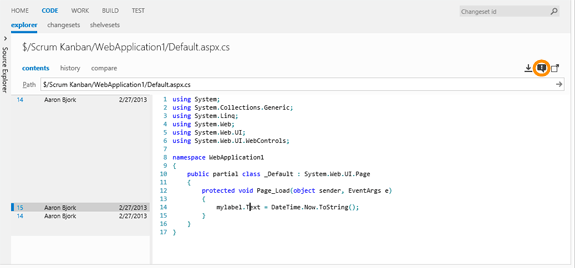 HOME CODE WORK BUILD TEST
Changeset id
explorer changesets shelvesets
Source Explorer
$/Scrum Kanban/WebApplication1/Default.aspx.cs
contents history compare
Path $/Scrum Kanban/WebApplication1/Default.aspx.cs
14 Aaron Bjork 2/27/2013 1 using System;
2 using System.Collections.Generic;
3 using System.Linq;
4 using System.Web;
5 using System.Web.UI;
6 using System.Web.UI.WebControls;
7
8 namespace WebApplication1
9 {
10 public partial class _Default : System.Web.UI.Page
11 {
12 protected void Page_Load(object sender, EventArgs e)
13 {
15 Aaron Bjork 2/27/2013 14 mylabel.Text = DateTime.Now.ToString();
14 Aaron Bjork 2/27/2013 15 }
16 }
17 }